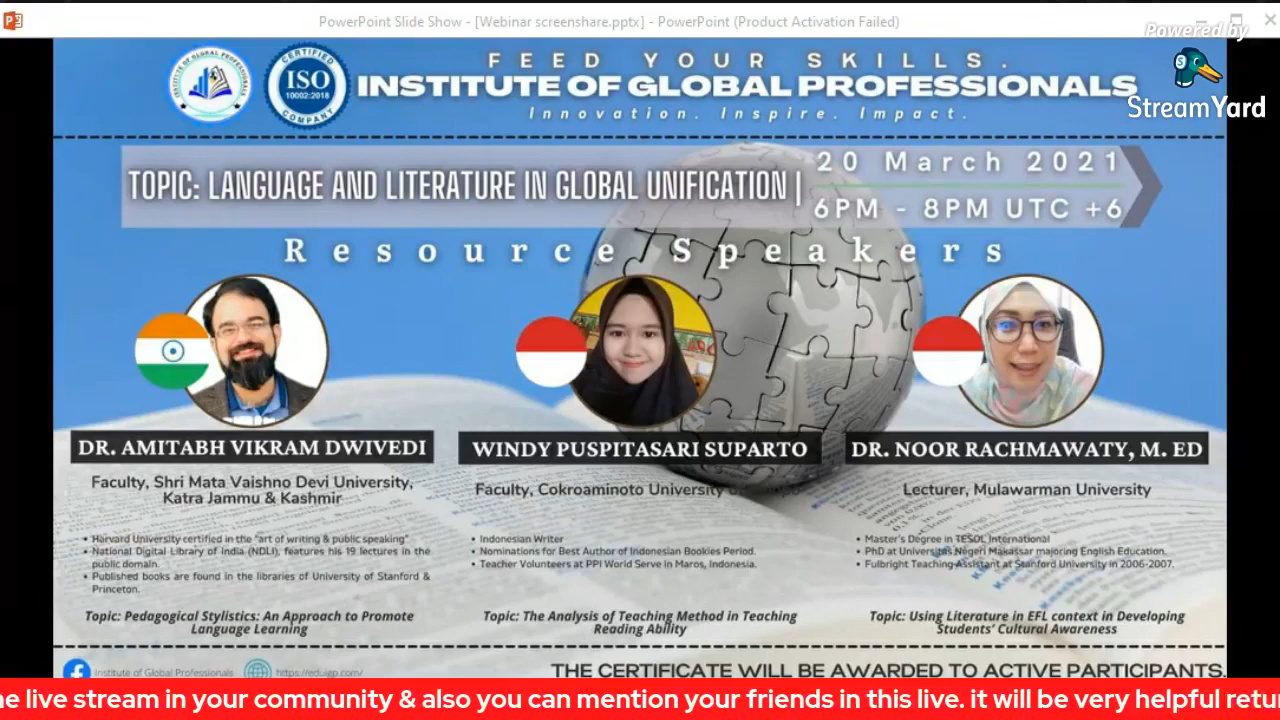 PowerPoint Slide Show - [Webinar screenshare.pptx] - PowerPoint (Product Activation Failed)
Powered by
StreamYard
INSTITUTE OF GLOBAL PROFESSIONALS
CERTIFIED
ISO
10002:2018
COMPANY
FEED YOUR SKILLS.
INSTITUTE OF GLOBAL PROFESSIONALS
Innovation. Inspire. Impact.
TOPIC: LANGUAGE AND LITERATURE IN GLOBAL UNIFICATION |
20 March 2021
6PM - 8PM UTC +6
Resource Speakers
DR. AMITABH VIKRAM DWIVEDI
Faculty, Shri Mata Vaishno Devi University,
Katra Jammu & Kashmir
• Harvard University certified in the "art of writing & public speaking"
• National Digital Library of India (NDLI), features his 19 lectures in the
public domain.
• Published books are found in the libraries of University of Stanford &
Princeton.
Topic: Pedagogical Stylistics: An Approach to Promote
Language Learning
WINDY PUSPITASARI SUPARTO
Faculty, Cokroaminoto University
• Indonesian Writer
• Nominations for Best Author of Indonesian Bookies Period.
• Teacher Volunteers at PPI World Serve in Maros, Indonesia.
Topic: The Analysis of Teaching Method in Teaching
Reading Ability
DR. NOOR RACHMAWATY, M. ED
Lecturer, Mulawarman University
• Master's Degree in TESOL International
• PhD at Universitas Negeri Makassar majoring English Education.
• Fulbright Teaching Assistant at Stanford University in 2006-2007.
Topic: Using Literature in EFL context in Developing
Students' Cultural Awareness
Institute of Global Professionals
https://eduigp.com/
THE CERTIFICATE WILL BE AWARDED TO ACTIVE PARTICIPANTS.
he live stream in your community & also you can mention your friends in this live. it will be very helpful retu